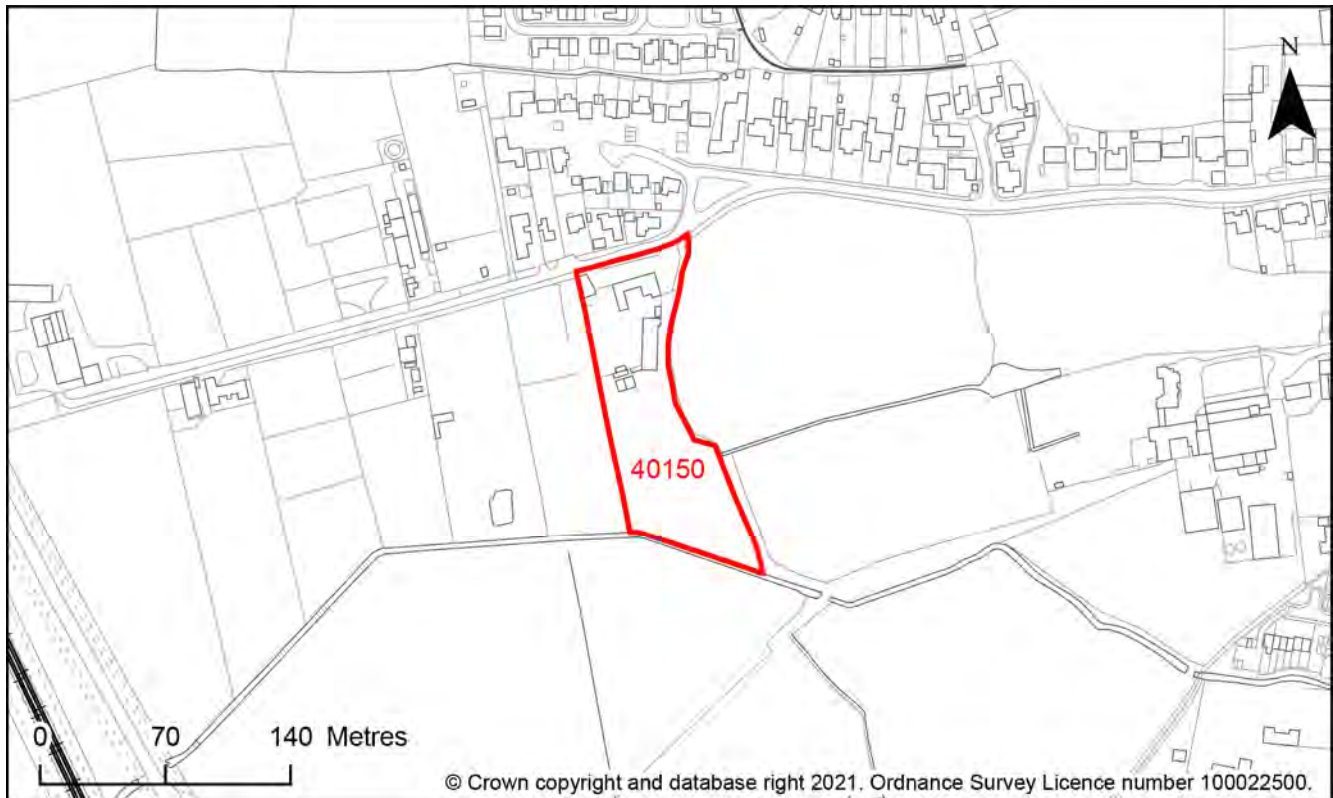 N
40150
0 70 140 Metres
© Crown copyright and database right 2021. Ordnance Survey Licence number 100022500.